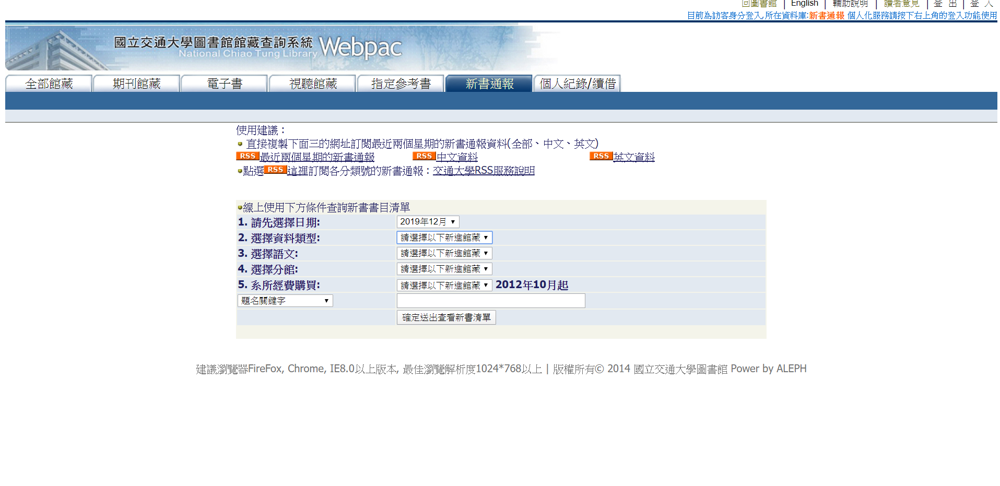 回圖書館 | English | 輔助說明 | 讀者意見 | 登 出 | 登 入
目前為訪客身分登入,所在資料庫:新書通報 個人化服務請按下右上角的登入功能使用
國立交通大學圖書館館藏查詢系統 Webpac
National Chiao Tung Library
全部館藏 期刊館藏 電子書 視聽館藏 指定參考書 新書通報 個人紀錄/續借
使用建議：
直接複製下面三的網址訂閱最近兩個星期的新書通報資料(全部、中文、英文)
RSS最近兩個星期的新書通報 RSS中文資料 RSS英文資料
點選RSS這裡訂閱各分類號的新書通報：交通大學RSS服務說明
線上使用下方條件查詢新書書目清單
1. 請先選擇日期: 2019年12月
2. 選擇資料類型: 請選擇以下新進館藏
3. 選擇語文: 請選擇以下新進館藏
4. 選擇分館: 請選擇以下新進館藏
5. 系所經費購買: 請選擇以下新進館藏 2012年10月起
題名關鍵字
確定送出查看新書清單
建議瀏覽器FireFox, Chrome, IE8.0以上版本, 最佳瀏覽解析度1024*768以上 | 版權所有© 2014 國立交通大學圖書館 Power by ALEPH